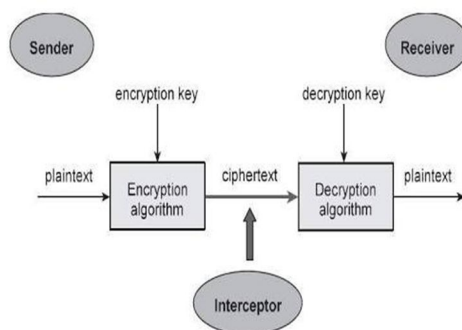 Sender
Receiver
encryption key
decryption key
plaintext
Encryption
algorithm
ciphertext
Decryption
algorithm
plaintext
Interceptor